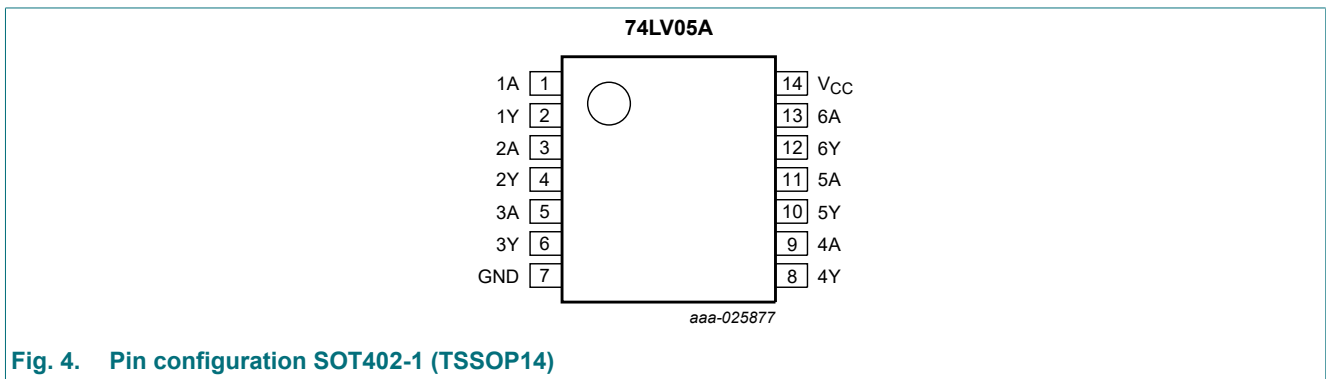 74LV05A
1A 1 14 VCC
1Y 2 13 6A
2A 3 12 6Y
2Y 4 11 5A
3A 5 10 5Y
3Y 6 9 4A
GND 7 8 4Y
aaa-025877
Fig. 4. Pin configuration SOT402-1 (TSSOP14)